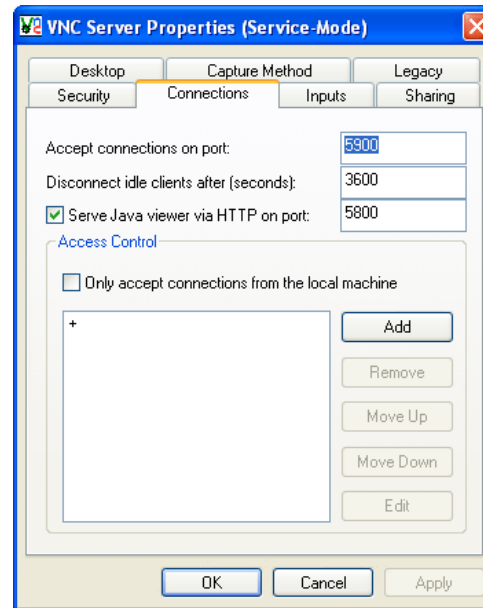 VNC Server Properties (Service-Mode)
Desktop Capture Method Legacy
Security Connections Inputs Sharing
Accept connections on port: 5900
Disconnect idle clients after (seconds): 3600
Serve Java viewer via HTTP on port: 5800
Access Control
Only accept connections from the local machine
+
Add
Remove
Move Up
Move Down
Edit
OK Cancel Apply